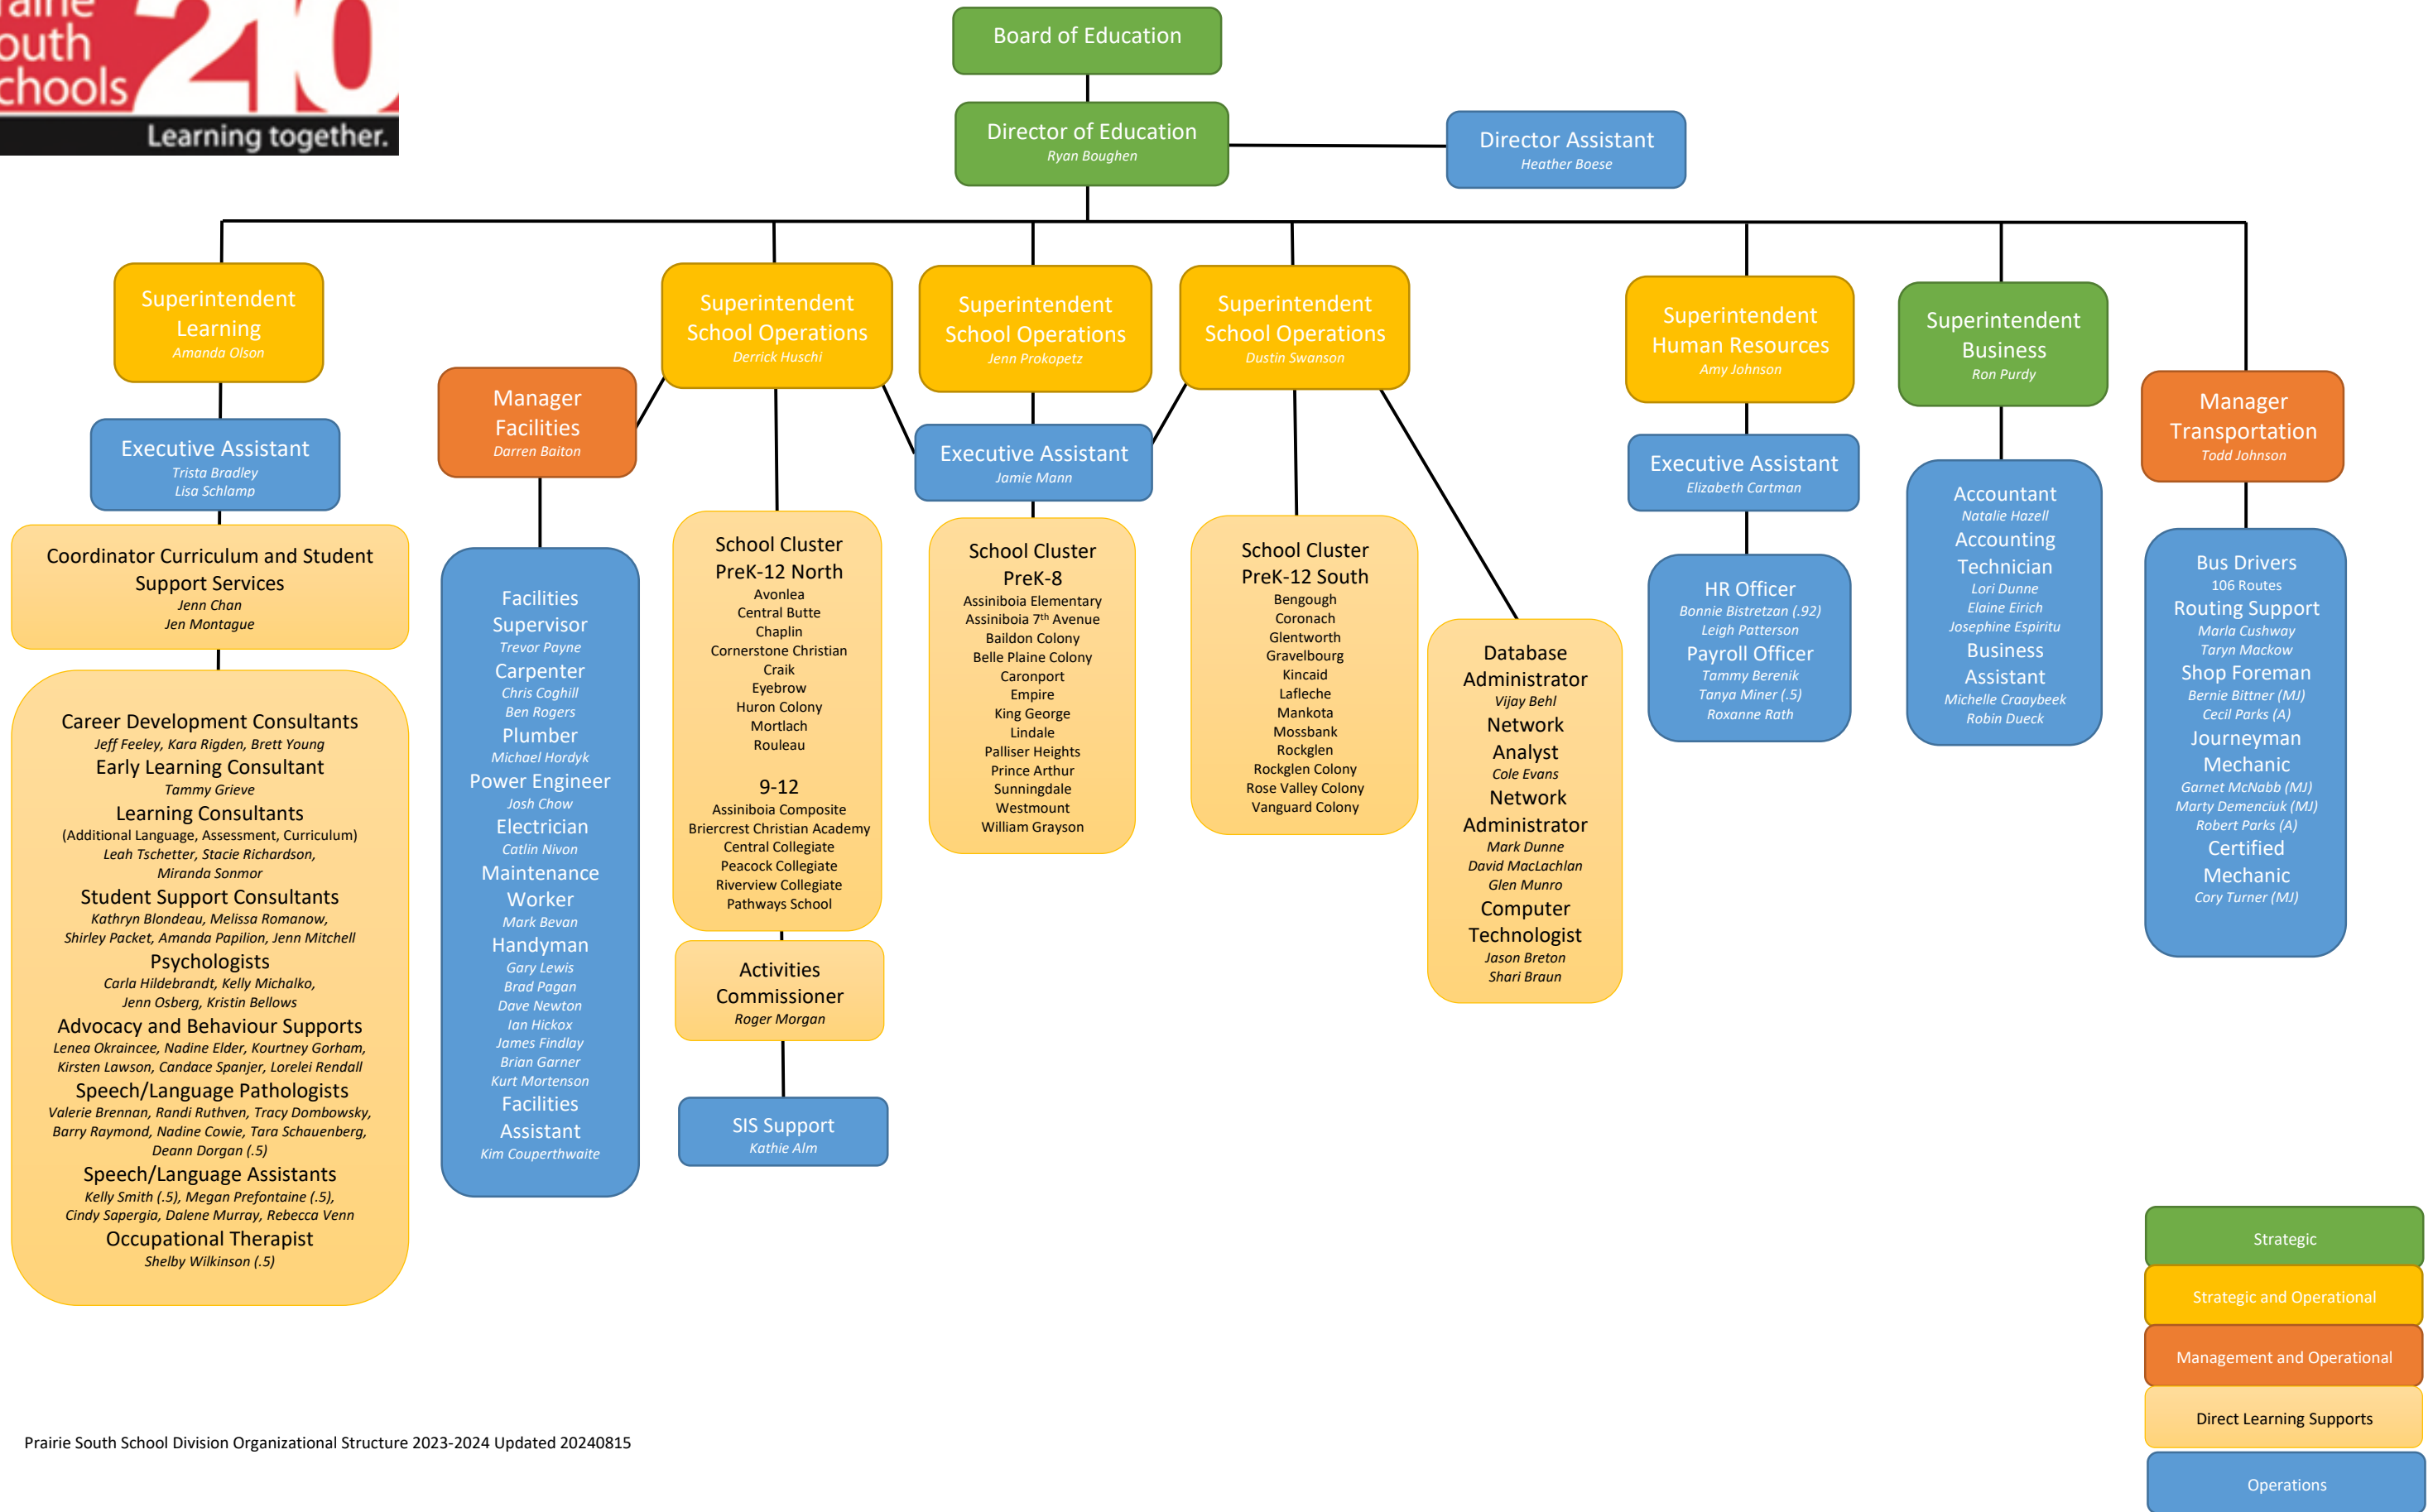 outh
chools
210
Learning together.
Board of Education
Director of Education
Ryan Boughen
Director Assistant
Heather Boese
Superintendent
Learning
Amanda Olson
Executive Assistant
Trista Bradley
Lisa Schlamp
Coordinator Curriculum and Student
Support Services
Jenn Chan
Jen Montague
Career Development Consultants
Jeff Feeley, Kara Rigden, Brett Young
Early Learning Consultant
Tammy Grieve
Learning Consultants
(Additional Language, Assessment, Curriculum)
Leah Tschetter, Stacie Richardson,
Miranda Sonmor
Student Support Consultants
Kathryn Blondeau, Melissa Romanow,
Shirley Packet, Amanda Papilion, Jenn Mitchell
Psychologists
Carla Hildebrandt, Kelly Michalko,
Jenn Osberg, Kristin Bellows
Advocacy and Behaviour Supports
Lenea Okraincee, Nadine Elder, Kourtney Gorham,
Kirsten Lawson, Candace Spanjer, Lorelei Rendall
Speech/Language Pathologists
Valerie Brennan, Randi Ruthven, Tracy Dombowsky,
Barry Raymond, Nadine Cowie, Tara Schauenberg,
Deann Dorgan (.5)
Speech/Language Assistants
Kelly Smith (.5), Megan Prefontaine (.5),
Cindy Sapergia, Dalene Murray, Rebecca Venn
Occupational Therapist
Shelby Wilkinson (.5)
Manager
Facilities
Darren Baiton
Facilities
Supervisor
Trevor Payne
Carpenter
Chris Coghill
Ben Rogers
Plumber
Michael Hordyk
Power Engineer
Josh Chow
Electrician
Catlin Nivon
Maintenance
Worker
Mark Bevan
Handyman
Gary Lewis
Brad Pagan
Dave Newton
Ian Hickox
James Findlay
Brian Garner
Kurt Mortenson
Facilities
Assistant
Kim Couperthwaite
Superintendent
School Operations
Derrick Huschi
School Cluster
PreK-12 North
Avonlea
Central Butte
Chaplin
Cornerstone Christian
Craik
Eyebrow
Huron Colony
Mortlach
Rouleau
9-12
Assiniboia Composite
Briercrest Christian Academy
Central Collegiate
Peacock Collegiate
Riverview Collegiate
Pathways School
Activities
Commissioner
Roger Morgan
SIS Support
Kathie Alm
Superintendent
School Operations
Jenn Prokopetz
Executive Assistant
Jamie Mann
School Cluster
PreK-8
Assiniboia Elementary
Assiniboia 7th Avenue
Baildon Colony
Belle Plaine Colony
Caronport
Empire
King George
Lindale
Palliser Heights
Prince Arthur
Sunningdale
Westmount
William Grayson
Superintendent
School Operations
Dustin Swanson
School Cluster
PreK-12 South
Bengough
Coronach
Glentworth
Gravelbourg
Kincaid
Lafleche
Mankota
Mossbank
Rockglen
Rockglen Colony
Rose Valley Colony
Vanguard Colony
Database
Administrator
Vijay Behl
Network
Analyst
Cole Evans
Network
Administrator
Mark Dunne
David MacLachlan
Glen Munro
Computer
Technologist
Jason Breton
Shari Braun
Superintendent
Human Resources
Amy Johnson
Executive Assistant
Elizabeth Cartman
HR Officer
Bonnie Bistretzan (.92)
Leigh Patterson
Payroll Officer
Tammy Berenik
Tanya Miner (.5)
Roxanne Rath
Superintendent
Business
Ron Purdy
Accountant
Natalie Hazell
Accounting
Technician
Lori Dunne
Elaine Eirich
Josephine Espiritu
Business
Assistant
Michelle Craaybeek
Robin Dueck
Manager
Transportation
Todd Johnson
Bus Drivers
106 Routes
Routing Support
Marla Cushway
Taryn Mackow
Shop Foreman
Bernie Bittner (MJ)
Cecil Parks (A)
Journeyman
Mechanic
Garnet McNabb (MJ)
Marty Demenciuk (MJ)
Robert Parks (A)
Certified
Mechanic
Cory Turner (MJ)
Strategic
Strategic and Operational
Management and Operational
Direct Learning Supports
Operations
Prairie South School Division Organizational Structure 2023-2024 Updated 20240815